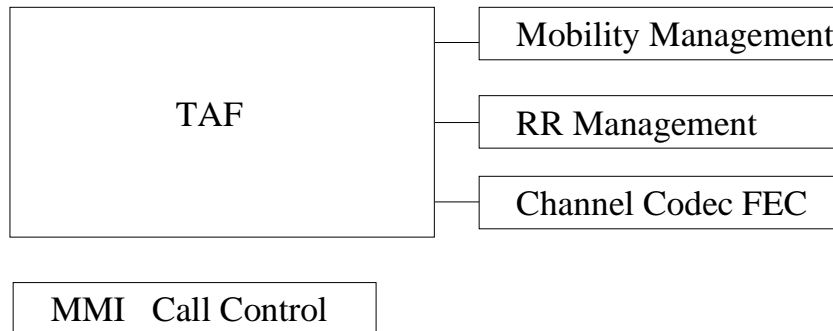 Mobility Management
TAF
RR Management
Channel Codec FEC
MMI Call Control